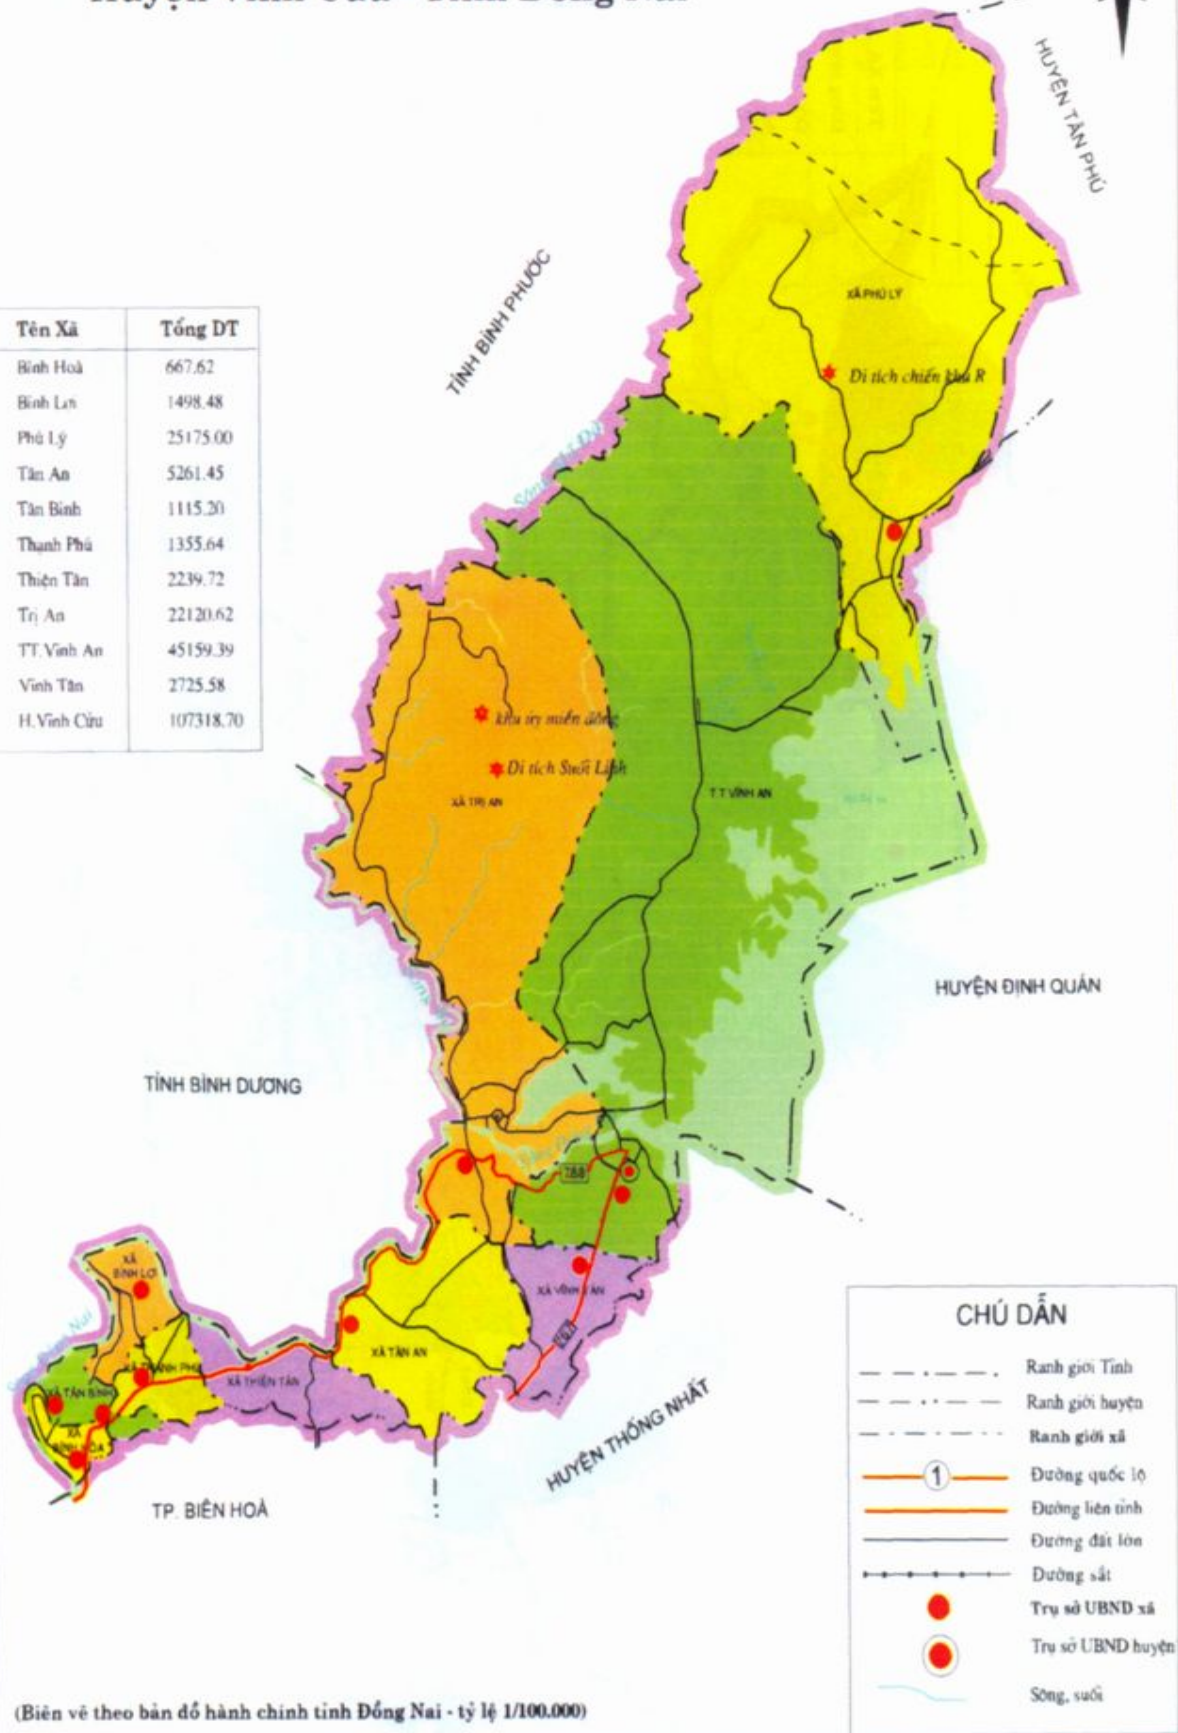 Huyện Vĩnh Cửu - Tỉnh Đồng Nai
HUYỆN TÂN PHÚ
TỈNH BÌNH PHƯỚC
XÃ PHÚ LÝ
Di tích chiến khu R
Tên Xã Tổng DT
Bình Hoà 667.62
Bình Lợi 1498.48
Phú Lý 25175.00
Tân An 5261.45
Tân Bình 1115.20
Thạnh Phú 1355.64
Thiện Tân 2239.72
Trị An 22120.62
TT.Vĩnh An 45159.39
Vĩnh Tân 2725.58
H.Vĩnh Cửu 107318.70
Sông
khu ủy miền đông
Di tích Suối Linh
XÃ TRỊ AN
T.T VĨNH AN
HUYỆN ĐỊNH QUÁN
TỈNH BÌNH DƯƠNG
768
XÃ BÌNH LỢI
XÃ VĨNH TÂN
767
XÃ THẠNH PHÚ
XÃ TÂN AN
XÃ THIỆN TÂN
XÃ TÂN BÌNH
XÃ
BÌNH HÒA
HUYỆN THỐNG NHẤT
TP. BIÊN HOÀ
CHÚ DẪN
Ranh giới Tỉnh
Ranh giới huyện
Ranh giới xã
1 Đường quốc lộ
Đường liên tỉnh
Đường đất lớn
Đường sắt
Trụ sở UBND xã
Trụ sở UBND huyện
Sông, suối
(Biên vẽ theo bản đồ hành chính tỉnh Đồng Nai - tỷ lệ 1/100.000)